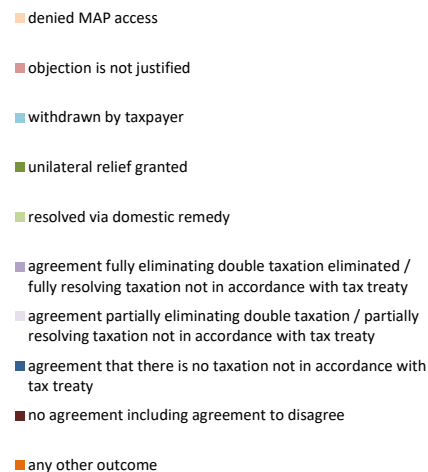 denied MAP access
objection is not justified
withdrawn by taxpayer
unilateral relief granted
resolved via domestic remedy
agreement fully eliminating double taxation eliminated /
fully resolving taxation not in accordance with tax treaty
agreement partially eliminating double taxation / partially
resolving taxation not in accordance with tax treaty
agreement that there is no taxation not in accordance with
tax treaty
no agreement including agreement to disagree
any other outcome